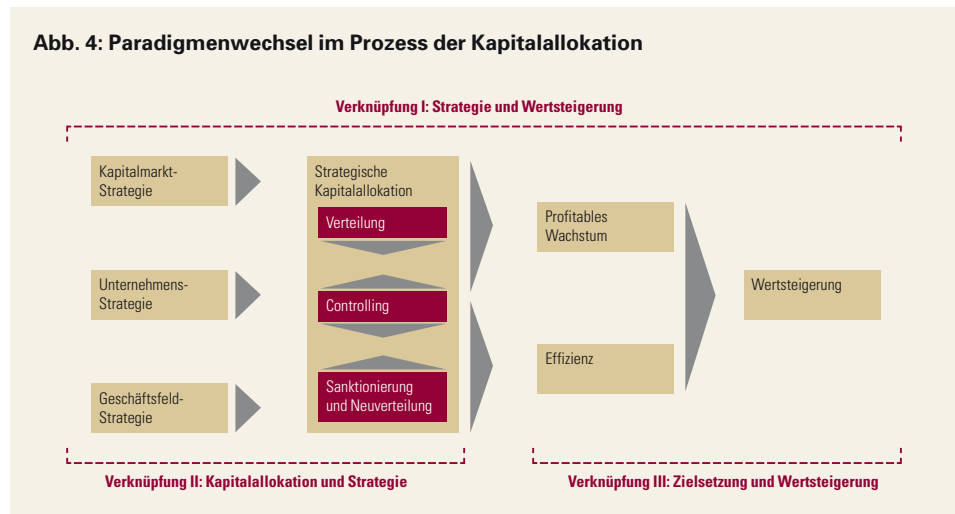 Abb. 4: Paradigmenwechsel im Prozess der Kapitalallokation
Verknüpfung I: Strategie und Wertsteigerung
Kapitalmarkt-
Strategie
Unternehmens-
Strategie
Geschäftsfeld-
Strategie
Strategische
Kapitalallokation
Verteilung
Controlling
Sanktionierung
und Neuverteilung
Profitables
Wachstum
Effizienz
Wertsteigerung
Verknüpfung II: Kapitalallokation und Strategie
Verknüpfung III: Zielsetzung und Wertsteigerung